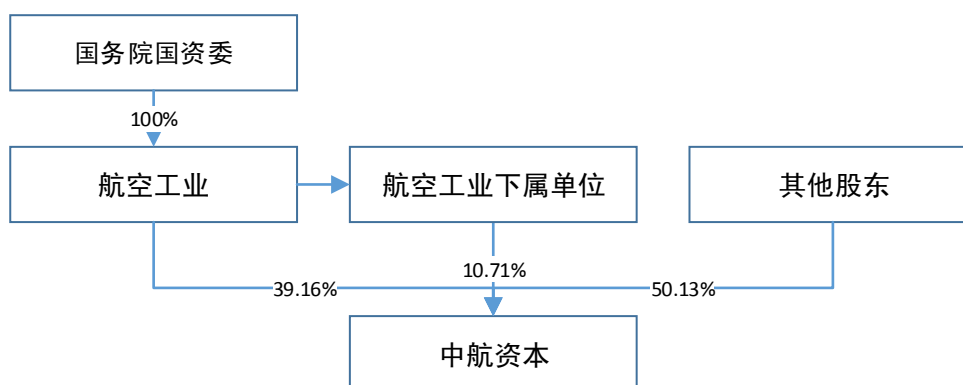 国务院国资委
100%
航空工业
航空工业下属单位
其他股东
10.71%
39.16%
50.13%
中航资本